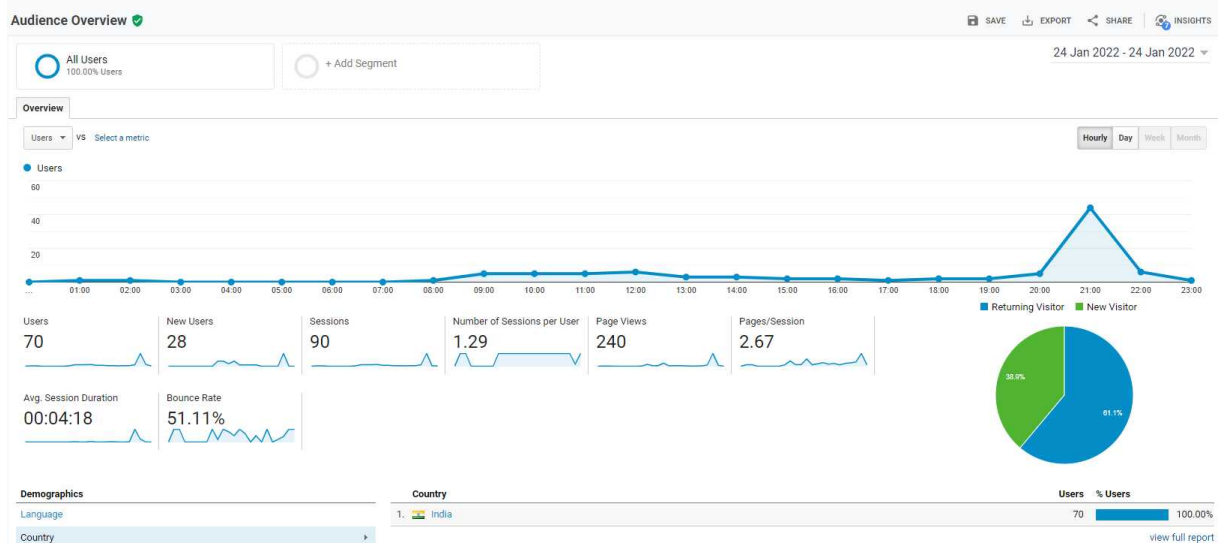 Audience Overview
SAVE EXPORT SHARE INSIGHTS
7
All Users
100.00% Users
+ Add Segment
24 Jan 2022 - 24 Jan 2022
Overview
Users VS Select a metric
Hourly Day Week Month
Users
60
40
20
... 01:00 02:00 03:00 04:00 05:00 06:00 07:00 08:00 09:00 10:00 11:00 12:00 13:00 14:00 15:00 16:00 17:00 18:00 19:00 20:00 21:00 22:00 23:00
Returning Visitor New Visitor
Users New Users Sessions Number of Sessions per User Page Views Pages/Session
70 28 90 1.29 240 2.67
38.9%
61.1%
Avg. Session Duration Bounce Rate
00:04:18 51.11%
Demographics Country Users % Users
Language 1. India 70 100.00%
Country view full report